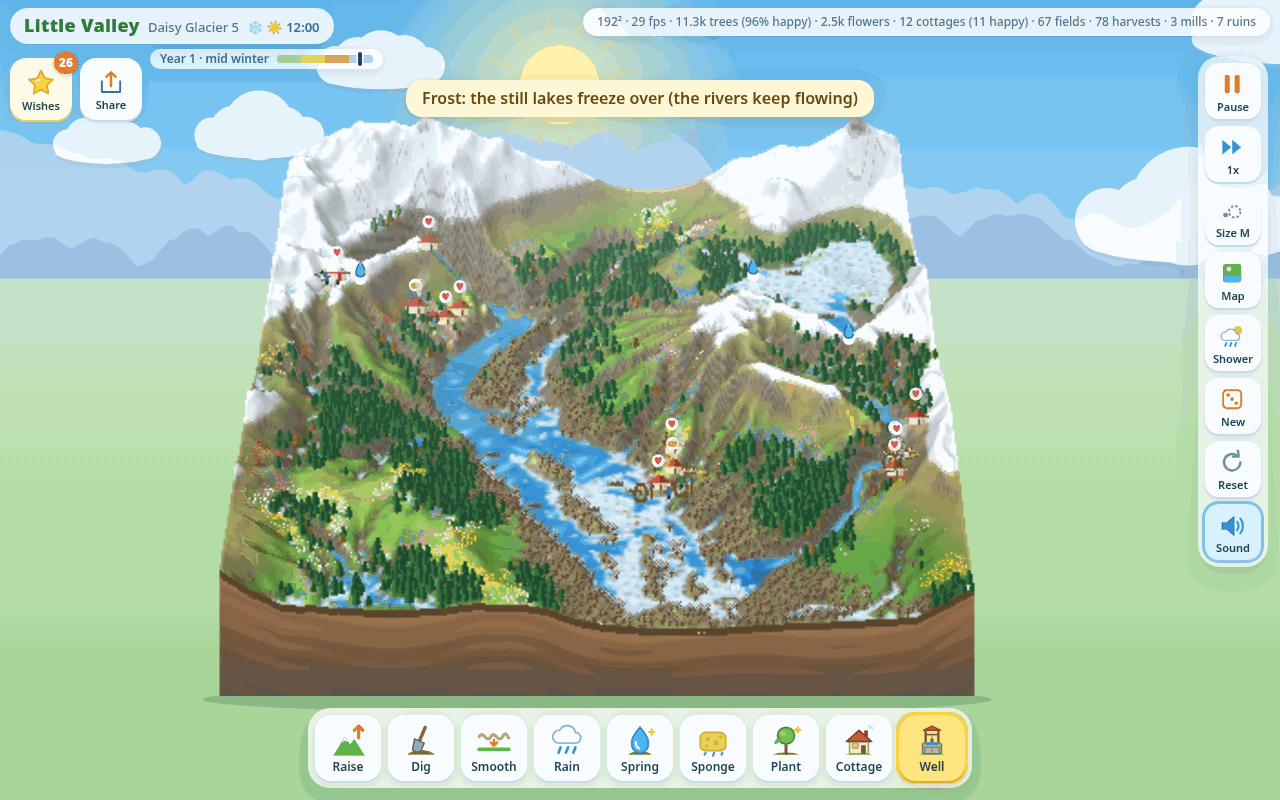 Little Valley Daisy Glacier 5 12:00
192² · 29 fps · 11.3k trees (96% happy) · 2.5k flowers · 12 cottages (11 happy) · 67 fields · 78 harvests · 3 mills · 7 ruins
Year 1 · mid winter
26
Wishes
Share
Frost: the still lakes freeze over (the rivers keep flowing)
Pause
1x
Size M
Map
Shower
New
Reset
Sound
Raise
Dig
Smooth
Rain
Spring
Sponge
Plant
Cottage
Well